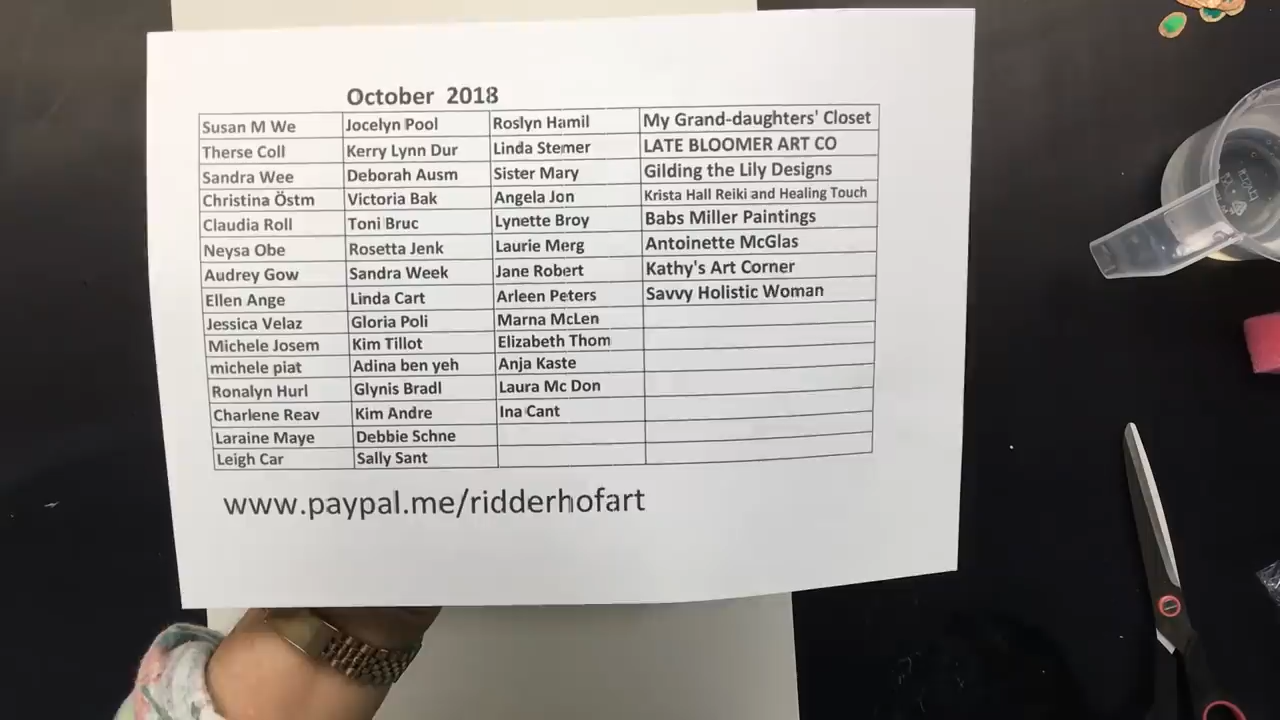 October 2018
Susan M We Jocelyn Pool Roslyn Hamil My Grand-daughters' Closet
Therse Coll Kerry Lynn Dur Linda Stemer LATE BLOOMER ART CO
Sandra Wee Deborah Ausm Sister Mary Gilding the Lily Designs
Christina Östm Victoria Bak Angela Jon Krista Hall Reiki and Healing Touch
Claudia Roll Toni Bruc Lynette Broy Babs Miller Paintings
Neysa Obe Rosetta Jenk Laurie Merg Antoinette McGlas
Audrey Gow Sandra Week Jane Robert Kathy's Art Corner
Ellen Ange Linda Cart Arleen Peters Savvy Holistic Woman
Jessica Velaz Gloria Poli Marna McLen
Michele Josem Kim Tillot Elizabeth Thom
michele piat Adina ben yeh Anja Kaste
Ronalyn Hurl Glynis Bradl Laura Mc Don
Charlene Reav Kim Andre Ina Cant
Laraine Maye Debbie Schne
Leigh Car Sally Sant
www.paypal.me/ridderhofart